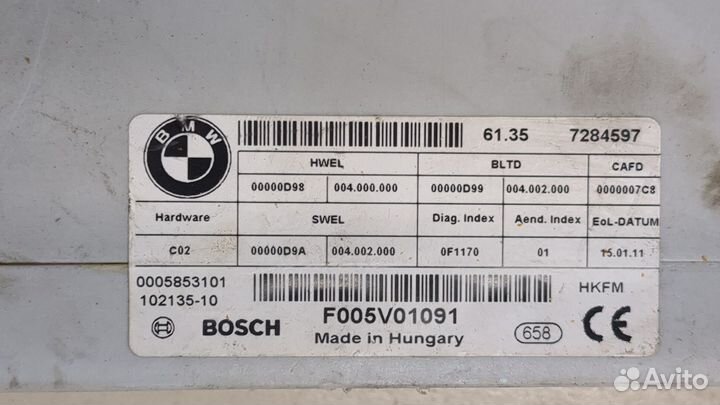 BMW
61.35 7284597
HWEL BLTD CAFD
00000D98 004.000.000 00000D99 004.002.000 0000007C8
Hardware SWEL Diag. Index Aend. Index EoL-DATUM
C02 00000D9A 004.002.000 0F1170 01 15.01.11
0005853101
102135-10
HKFM
BOSCH F005V01091
Made in Hungary
658 CE
Avito